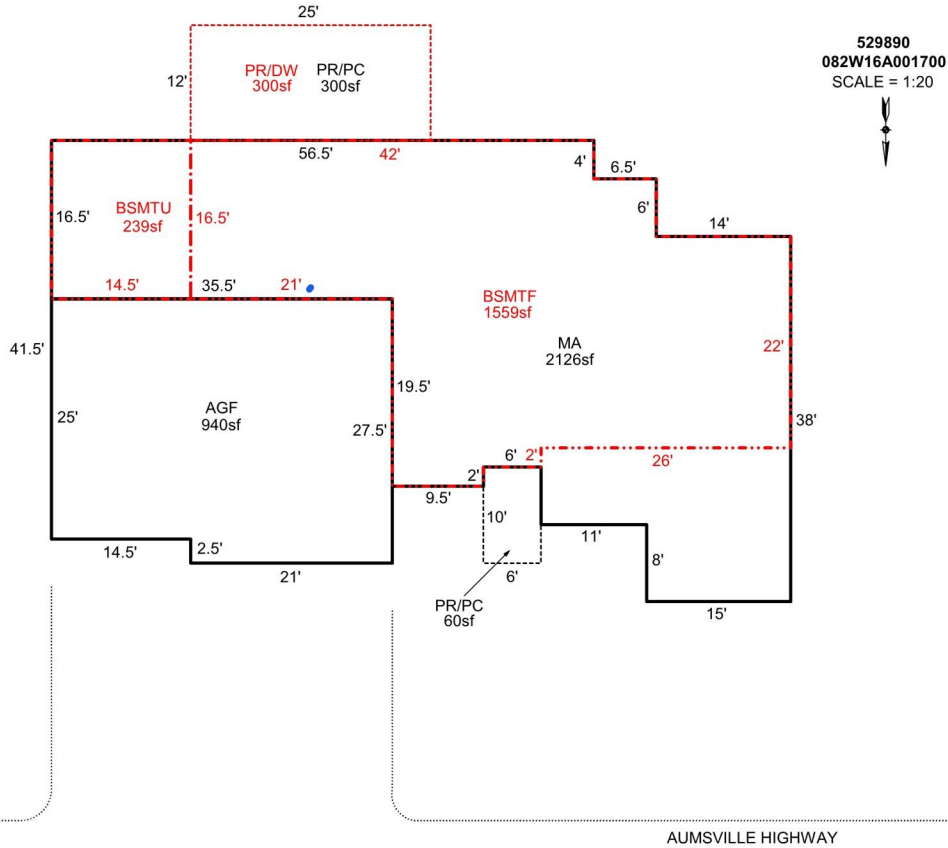 25'
529890
082W16A001700
SCALE = 1:20
12'
PR/DW
300sf
PR/PC
300sf
56.5'
42'
4'
6.5'
16.5'
BSMTU
239sf
16.5'
6'
14'
14.5'
35.5'
21'
BSMTF
1559sf
MA
2126sf
22'
41.5'
AGF
940sf
19.5'
25'
27.5'
38'
6'
2'
26'
2'
9.5'
10'
11'
14.5'
2.5'
21'
6'
8'
PR/PC
60sf
15'
AUMSVILLE HIGHWAY